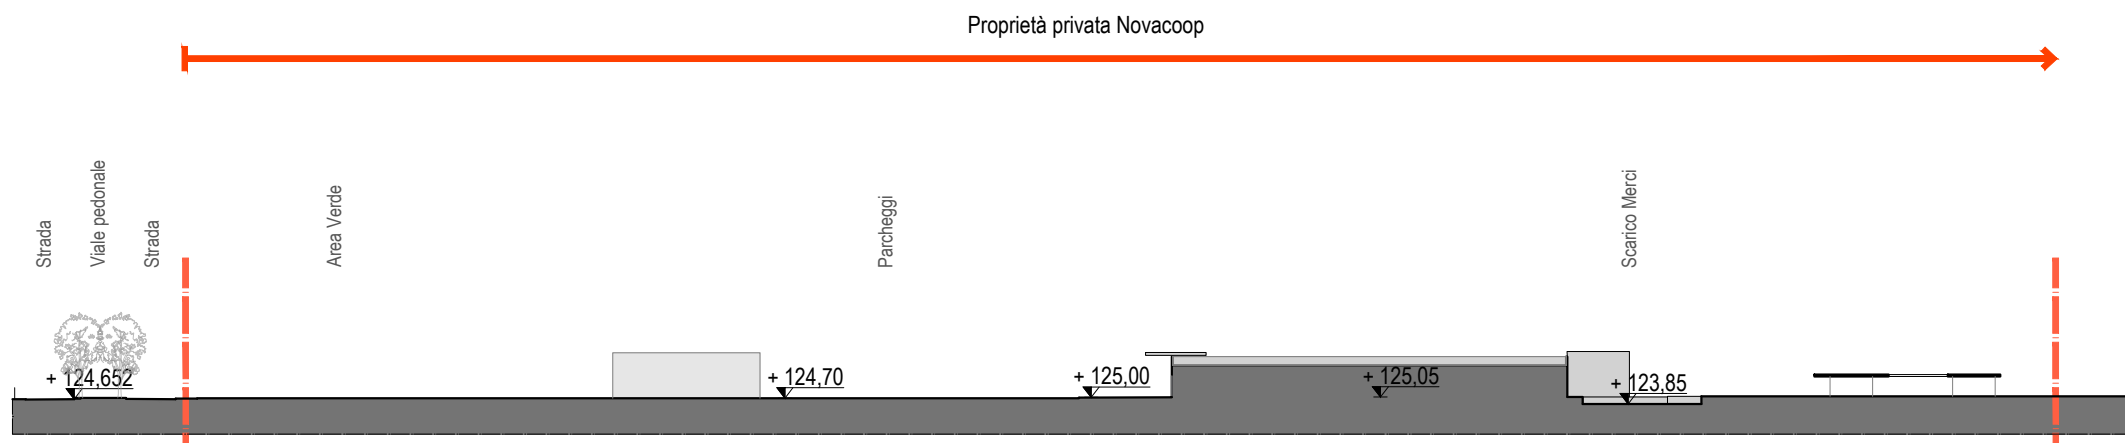 Proprietà privata Novacoop
Strada
Viale pedonale
Strada
Area Verde
Parcheggi
Scarico Merci
+ 124,652
+ 124,70
+ 125,00
+ 125,05
+ 123,85